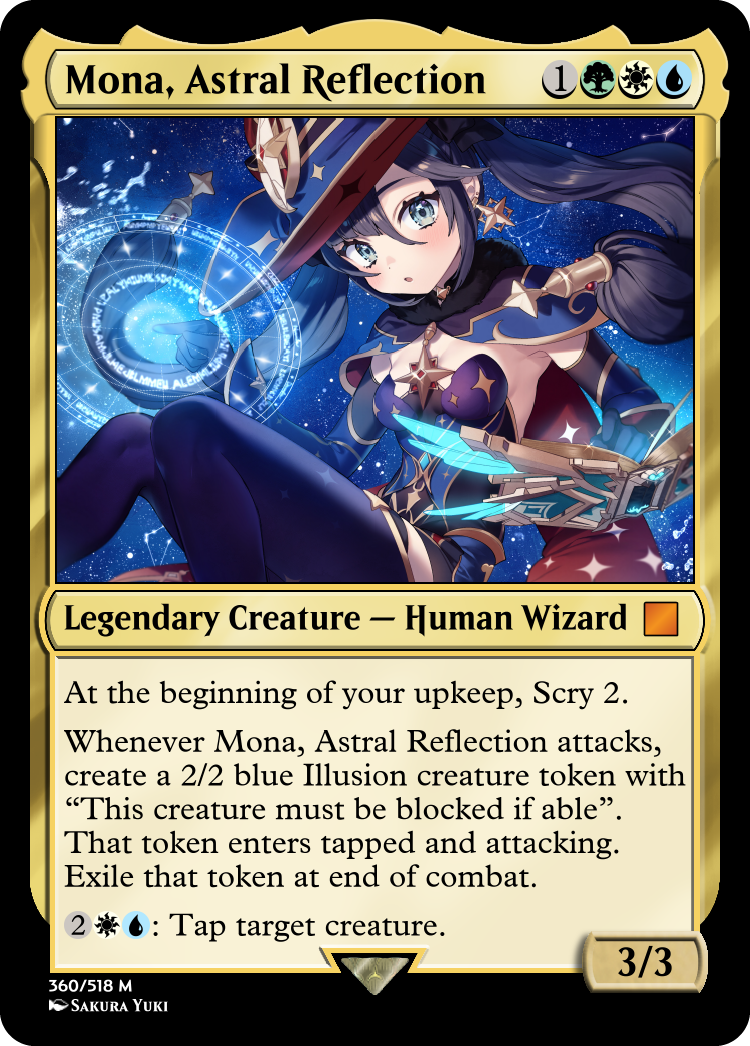 Mona, Astral Reflection 1
Legendary Creature — Human Wizard
At the beginning of your upkeep, Scry 2.
Whenever Mona, Astral Reflection attacks,
create a 2/2 blue Illusion creature token with
“This creature must be blocked if able”.
That token enters tapped and attacking.
Exile that token at end of combat.
2 : Tap target creature.
3/3
360/518 M
Sakura Yuki